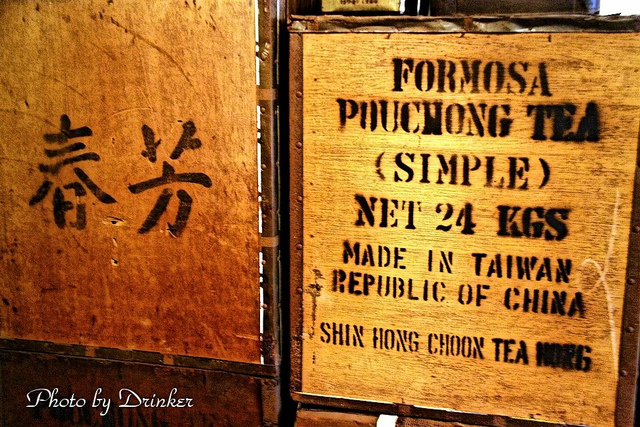 春芳
FORMOSA
POUCHONG TEA
(SIMPLE)
NET 24 KGS
MADE IN TAIWAN
REPUBLIC OF CHINA
SHIN HONG CHOON TEA HONG
Photo by Drinker